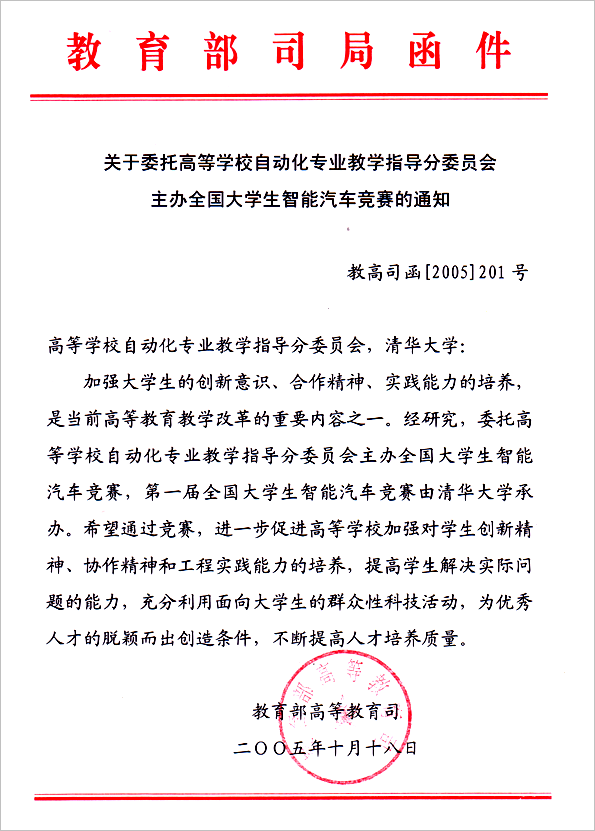 教育部司局函件
关于委托高等学校自动化专业教学指导分委员会
主办全国大学生智能汽车竞赛的通知
教高司函[2005]201号
高等学校自动化专业教学指导分委员会，清华大学：
加强大学生的创新意识、合作精神、实践能力的培养，
是当前高等教育教学改革的重要内容之一。经研究，委托高
等学校自动化专业教学指导分委员会主办全国大学生智能
汽车竞赛，第一届全国大学生智能汽车竞赛由清华大学承
办。希望通过竞赛，进一步促进高等学校加强对学生创新精
神、协作精神和工程实践能力的培养，提高学生解决实际问
题的能力，充分利用面向大学生的群众性科技活动，为优秀
人才的脱颖而出创造条件，不断提高人才培养质量。
部高等教
教育部高等教育司
二〇〇五年十月十八日